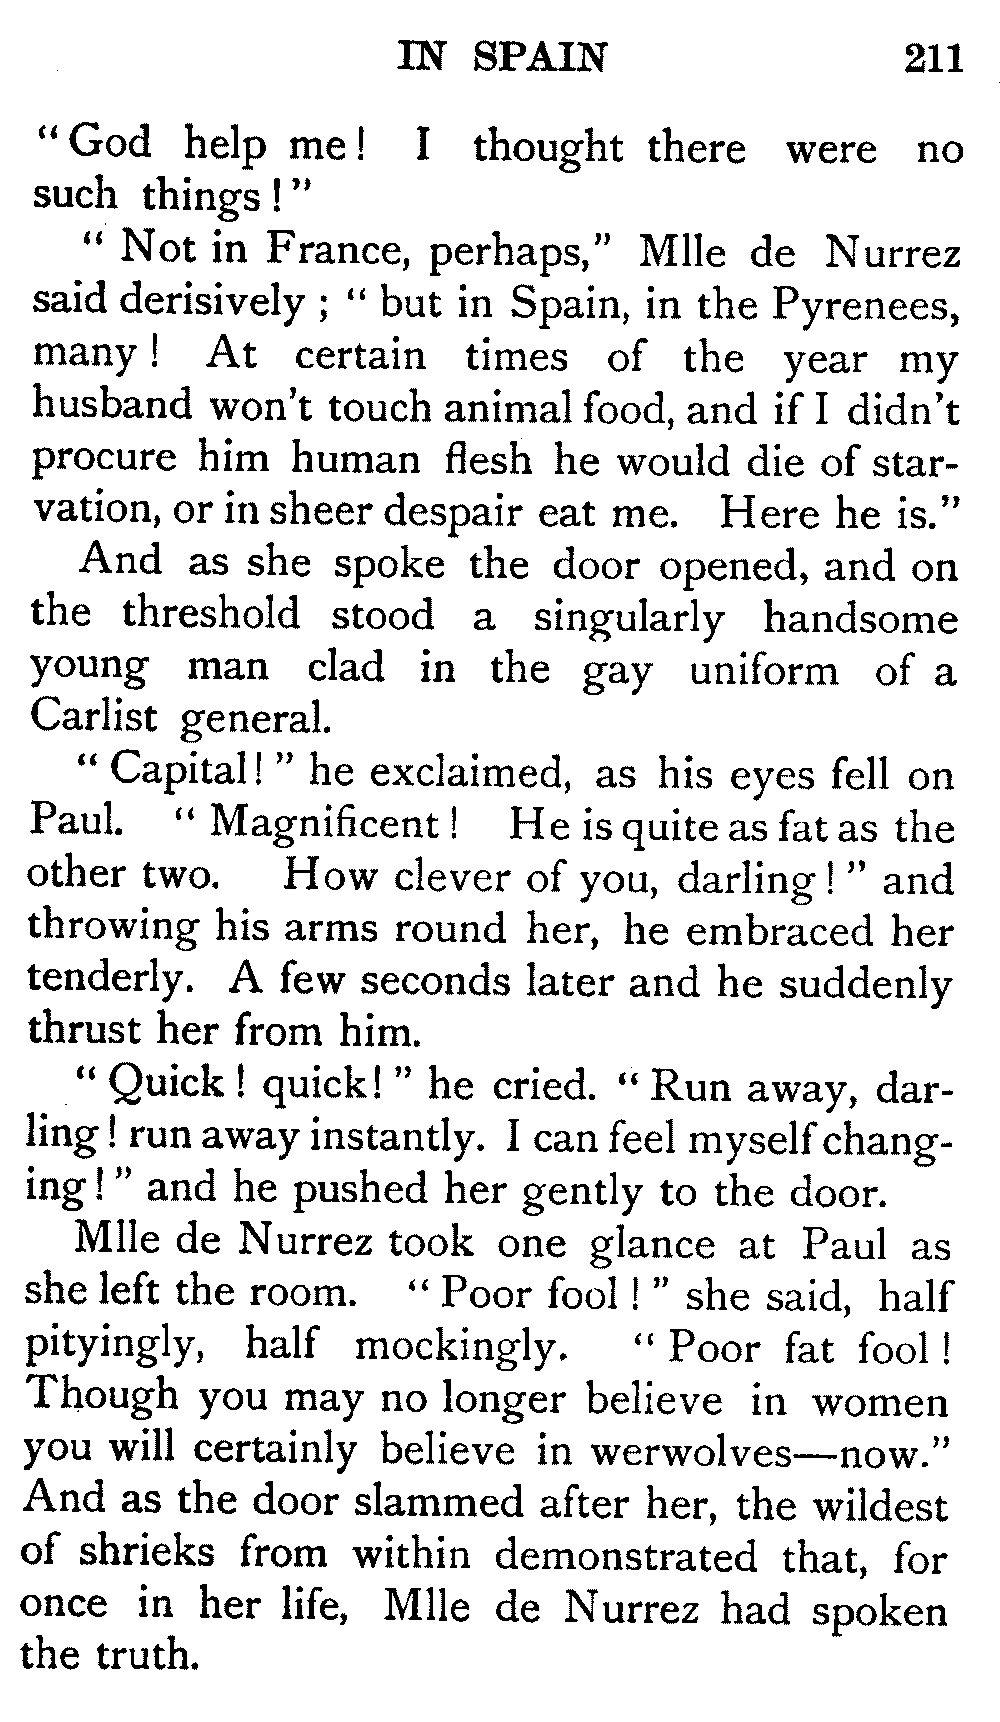 IN SPAIN 211
“God help me! I thought there were no
such things!”
“Not in France, perhaps,” Mlle de Nurrez
said derisively; “but in Spain, in the Pyrenees,
many! At certain times of the year my
husband won't touch animal food, and if I didn't
procure him human flesh he would die of star-
vation, or in sheer despair eat me. Here he is.”
And as she spoke the door opened, and on
the threshold stood a singularly handsome
young man clad in the gay uniform of a
Carlist general.
“Capital!” he exclaimed, as his eyes fell on
Paul. “Magnificent! He is quite as fat as the
other two. How clever of you, darling!” and
throwing his arms round her, he embraced her
tenderly. A few seconds later and he suddenly
thrust her from him.
“Quick! quick!” he cried. “Run away, dar-
ling! run away instantly. I can feel myself chang-
ing!” and he pushed her gently to the door.
Mlle de Nurrez took one glance at Paul as
she left the room. “Poor fool!” she said, half
pityingly, half mockingly. “Poor fat fool!
Though you may no longer believe in women
you will certainly believe in werwolves—now.”
And as the door slammed after her, the wildest
of shrieks from within demonstrated that, for
once in her life, Mlle de Nurrez had spoken
the truth.